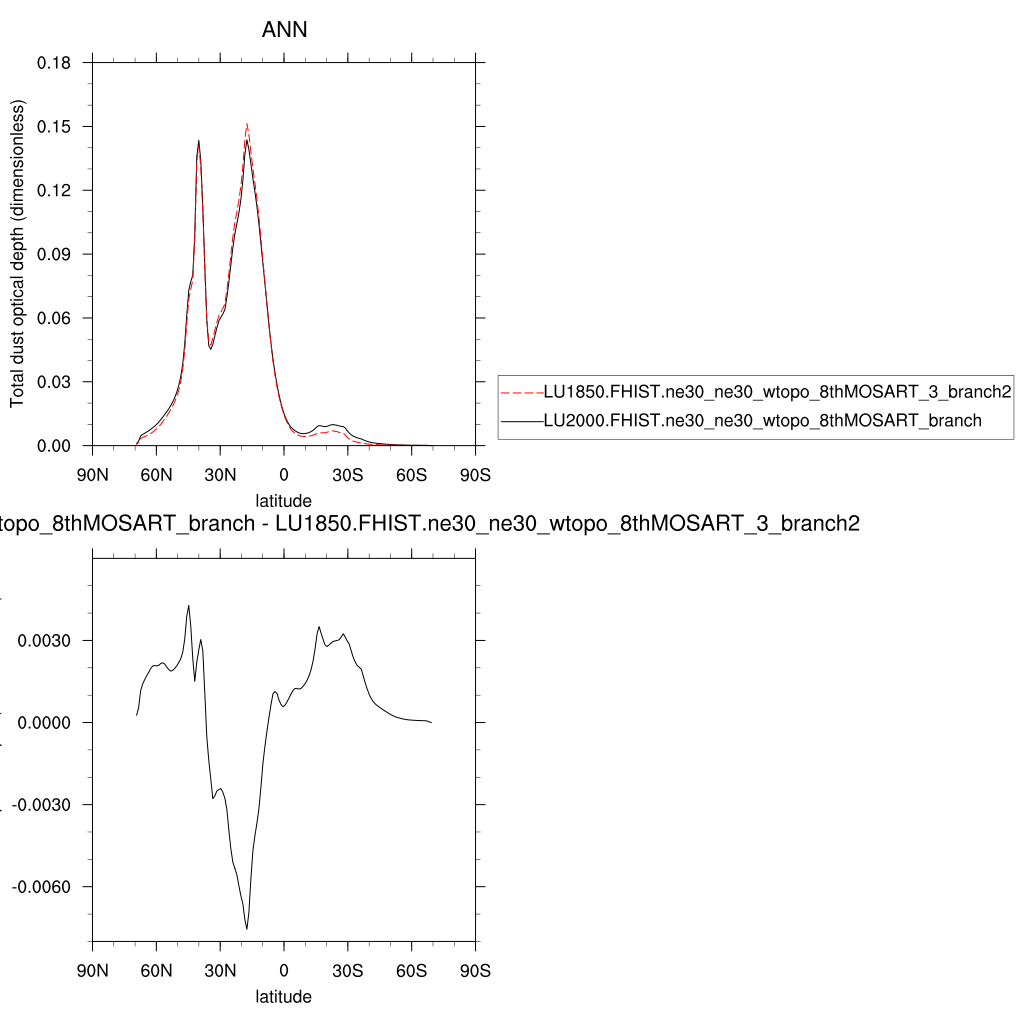 ANN
Total dust optical depth (dimensionless)
0.18
0.15
0.12
0.09
0.06
0.03
0.00
90N 60N 30N 0 30S 60S 90S
latitude
LU1850.FHIST.ne30_ne30_wtopo_8thMOSART_3_branch2
LU2000.FHIST.ne30_ne30_wtopo_8thMOSART_branch
topo_8thMOSART_branch - LU1850.FHIST.ne30_ne30_wtopo_8thMOSART_3_branch2
0.0030
0.0000
-0.0030
-0.0060
90N 60N 30N 0 30S 60S 90S
latitude